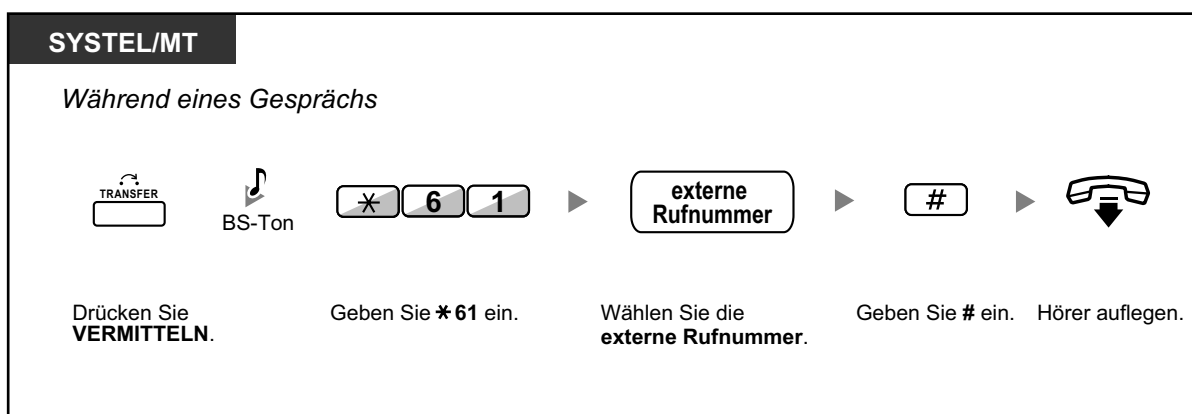 SYSTEL/MT
Während eines Gesprächs
TRANSFER
BS-Ton
* 6 1
externe
Rufnummer
#
Drücken Sie
VERMITTELN.
Geben Sie *61 ein.
Wählen Sie die
externe Rufnummer.
Geben Sie # ein.
Hörer auflegen.